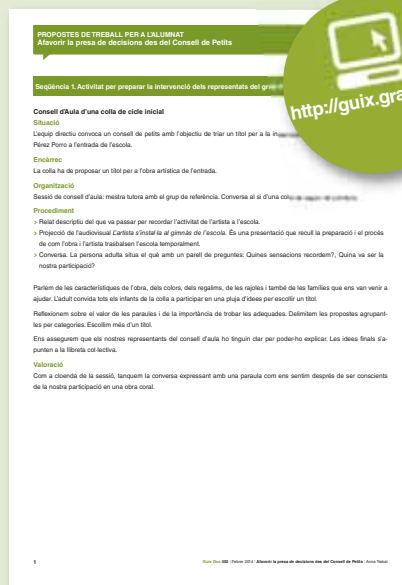 PROPOSTES DE TREBALL PER A L'ALUMNAT
Afavorir la presa de decisions des del Consell de Petits
http://guix.gra
Seqüència 1. Activitat per preparar la intervenció dels representats del gr
Consell d'Aula d'una colla de cicle inicial
Situació
L'equip directiu convoca un consell de petits amb l'objectiu de triar un títol per a la
Pérez Porro a l'entrada de l'escola.
Encàrrec
La colla ha de proposar un títol per a l'obra artística de l'entrada.
Organització
Sessió de consell d'aula: mestra tutora amb el grup de referència. Conversa al si d'una
Procediment
> Relat descriptiu del que va passar per recordar l'activitat de l'artista a l'escola.
> Projecció de l'audiovisual L'artista s'instal·la al gimnàs de l'escola. És una presentació que recull la preparació i el procés
de com l'obra i l'artista trasbalsen l'escola temporalment.
> Conversa. La persona adulta situa el què amb un parell de preguntes: Quines sensacions recordem?, Quina va ser la
nostra participació?
Parlem de les característiques de l'obra, dels colors, dels regalims, de les rajoles i també de les famílies que ens van venir a
ajudar. L'adult convida tots els infants de la colla a participar en una pluja d'idees per escollir un títol.
Reflexionem sobre el valor de les paraules i de la importància de trobar les adequades. Delimitem les propostes agrupant-
les per categories. Escollim més d'un títol.
Ens assegurem que els nostres representants del consell d'aula ho tinguin clar per poder-ho explicar. Les idees finals s'a-
punten a la llibreta col·lectiva.
Valoració
Com a cloenda de la sessió, tanquem la conversa expressant amb una paraula com ens sentim després de ser conscients
de la nostra participació en una obra coral.
1
Guix Dos 402 | Febrer 2014 | Afavorir la presa de decisions des del Consell de Petits | Anna Tatxé